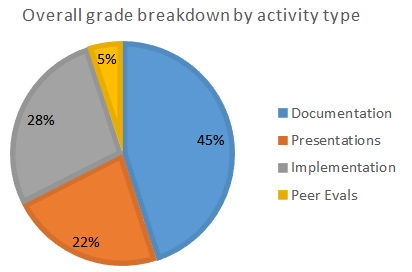 Overall grade breakdown by activity type
5%
28%
45%
22%
Documentation
Presentations
Implementation
Peer Evals